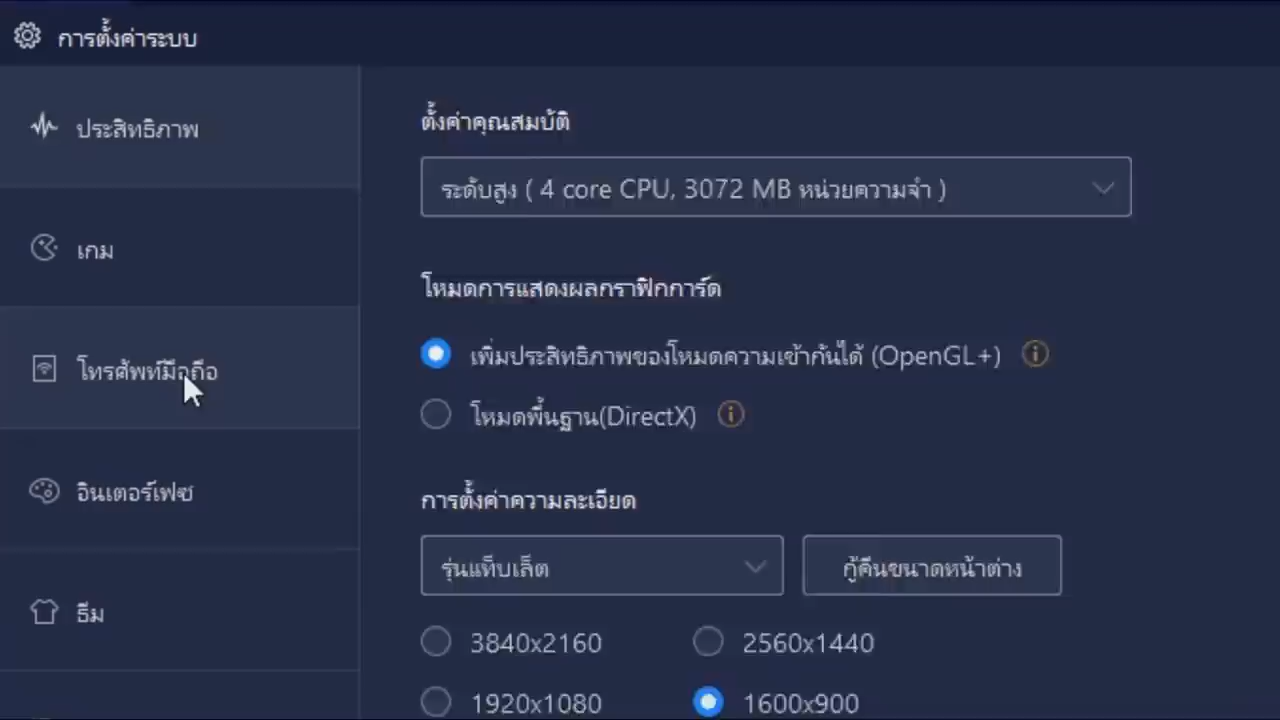 การตั้งค่าระบบ
ประสิทธิภาพ
เกม
โทรศัพท์มือถือ
อินเตอร์เฟซ
ธีม
ตั้งค่าคุณสมบัติ
ระดับสูง ( 4 core CPU, 3072 MB หน่วยความจำ )
โหมดการแสดงผลกราฟิกการ์ด
เพิ่มประสิทธิภาพของโหมดความเข้ากันได้ (OpenGL+)
โหมดพื้นฐาน(DirectX)
การตั้งค่าความละเอียด
รุ่นแท็บเล็ต กู้คืนขนาดหน้าต่าง
3840x2160 2560x1440
1920x1080 1600x900